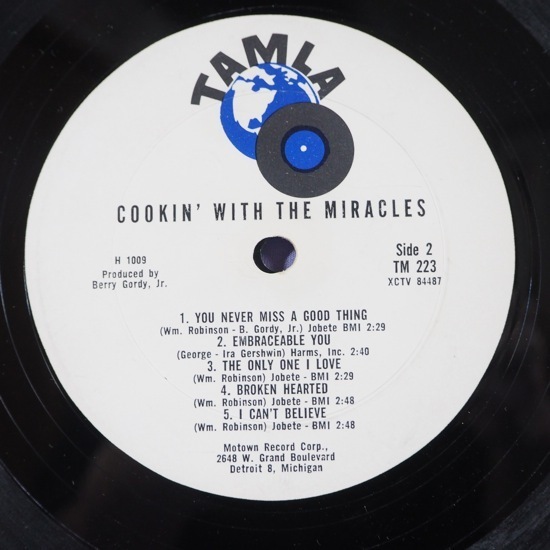 TAMLA
COOKIN' WITH THE MIRACLES
H 1009
Produced by
Berry Gordy, Jr.
Side 2
TM 223
XCTV 84487
1. YOU NEVER MISS A GOOD THING
(Wm. Robinson - B. Gordy, Jr.) Jobete BMI 2:29
2. EMBRACEABLE YOU
(George - Ira Gershwin) Harms, Inc. 2:40
3. THE ONLY ONE I LOVE
(Wm. Robinson) Jobete - BMI 2:29
4. BROKEN HEARTED
(Wm. Robinson) Jobete - BMI 2:48
5. I CAN'T BELIEVE
(Wm. Robinson) Jobete - BMI 2:48
Motown Record Corp.,
2648 W. Grand Boulevard
Detroit 8, Michigan